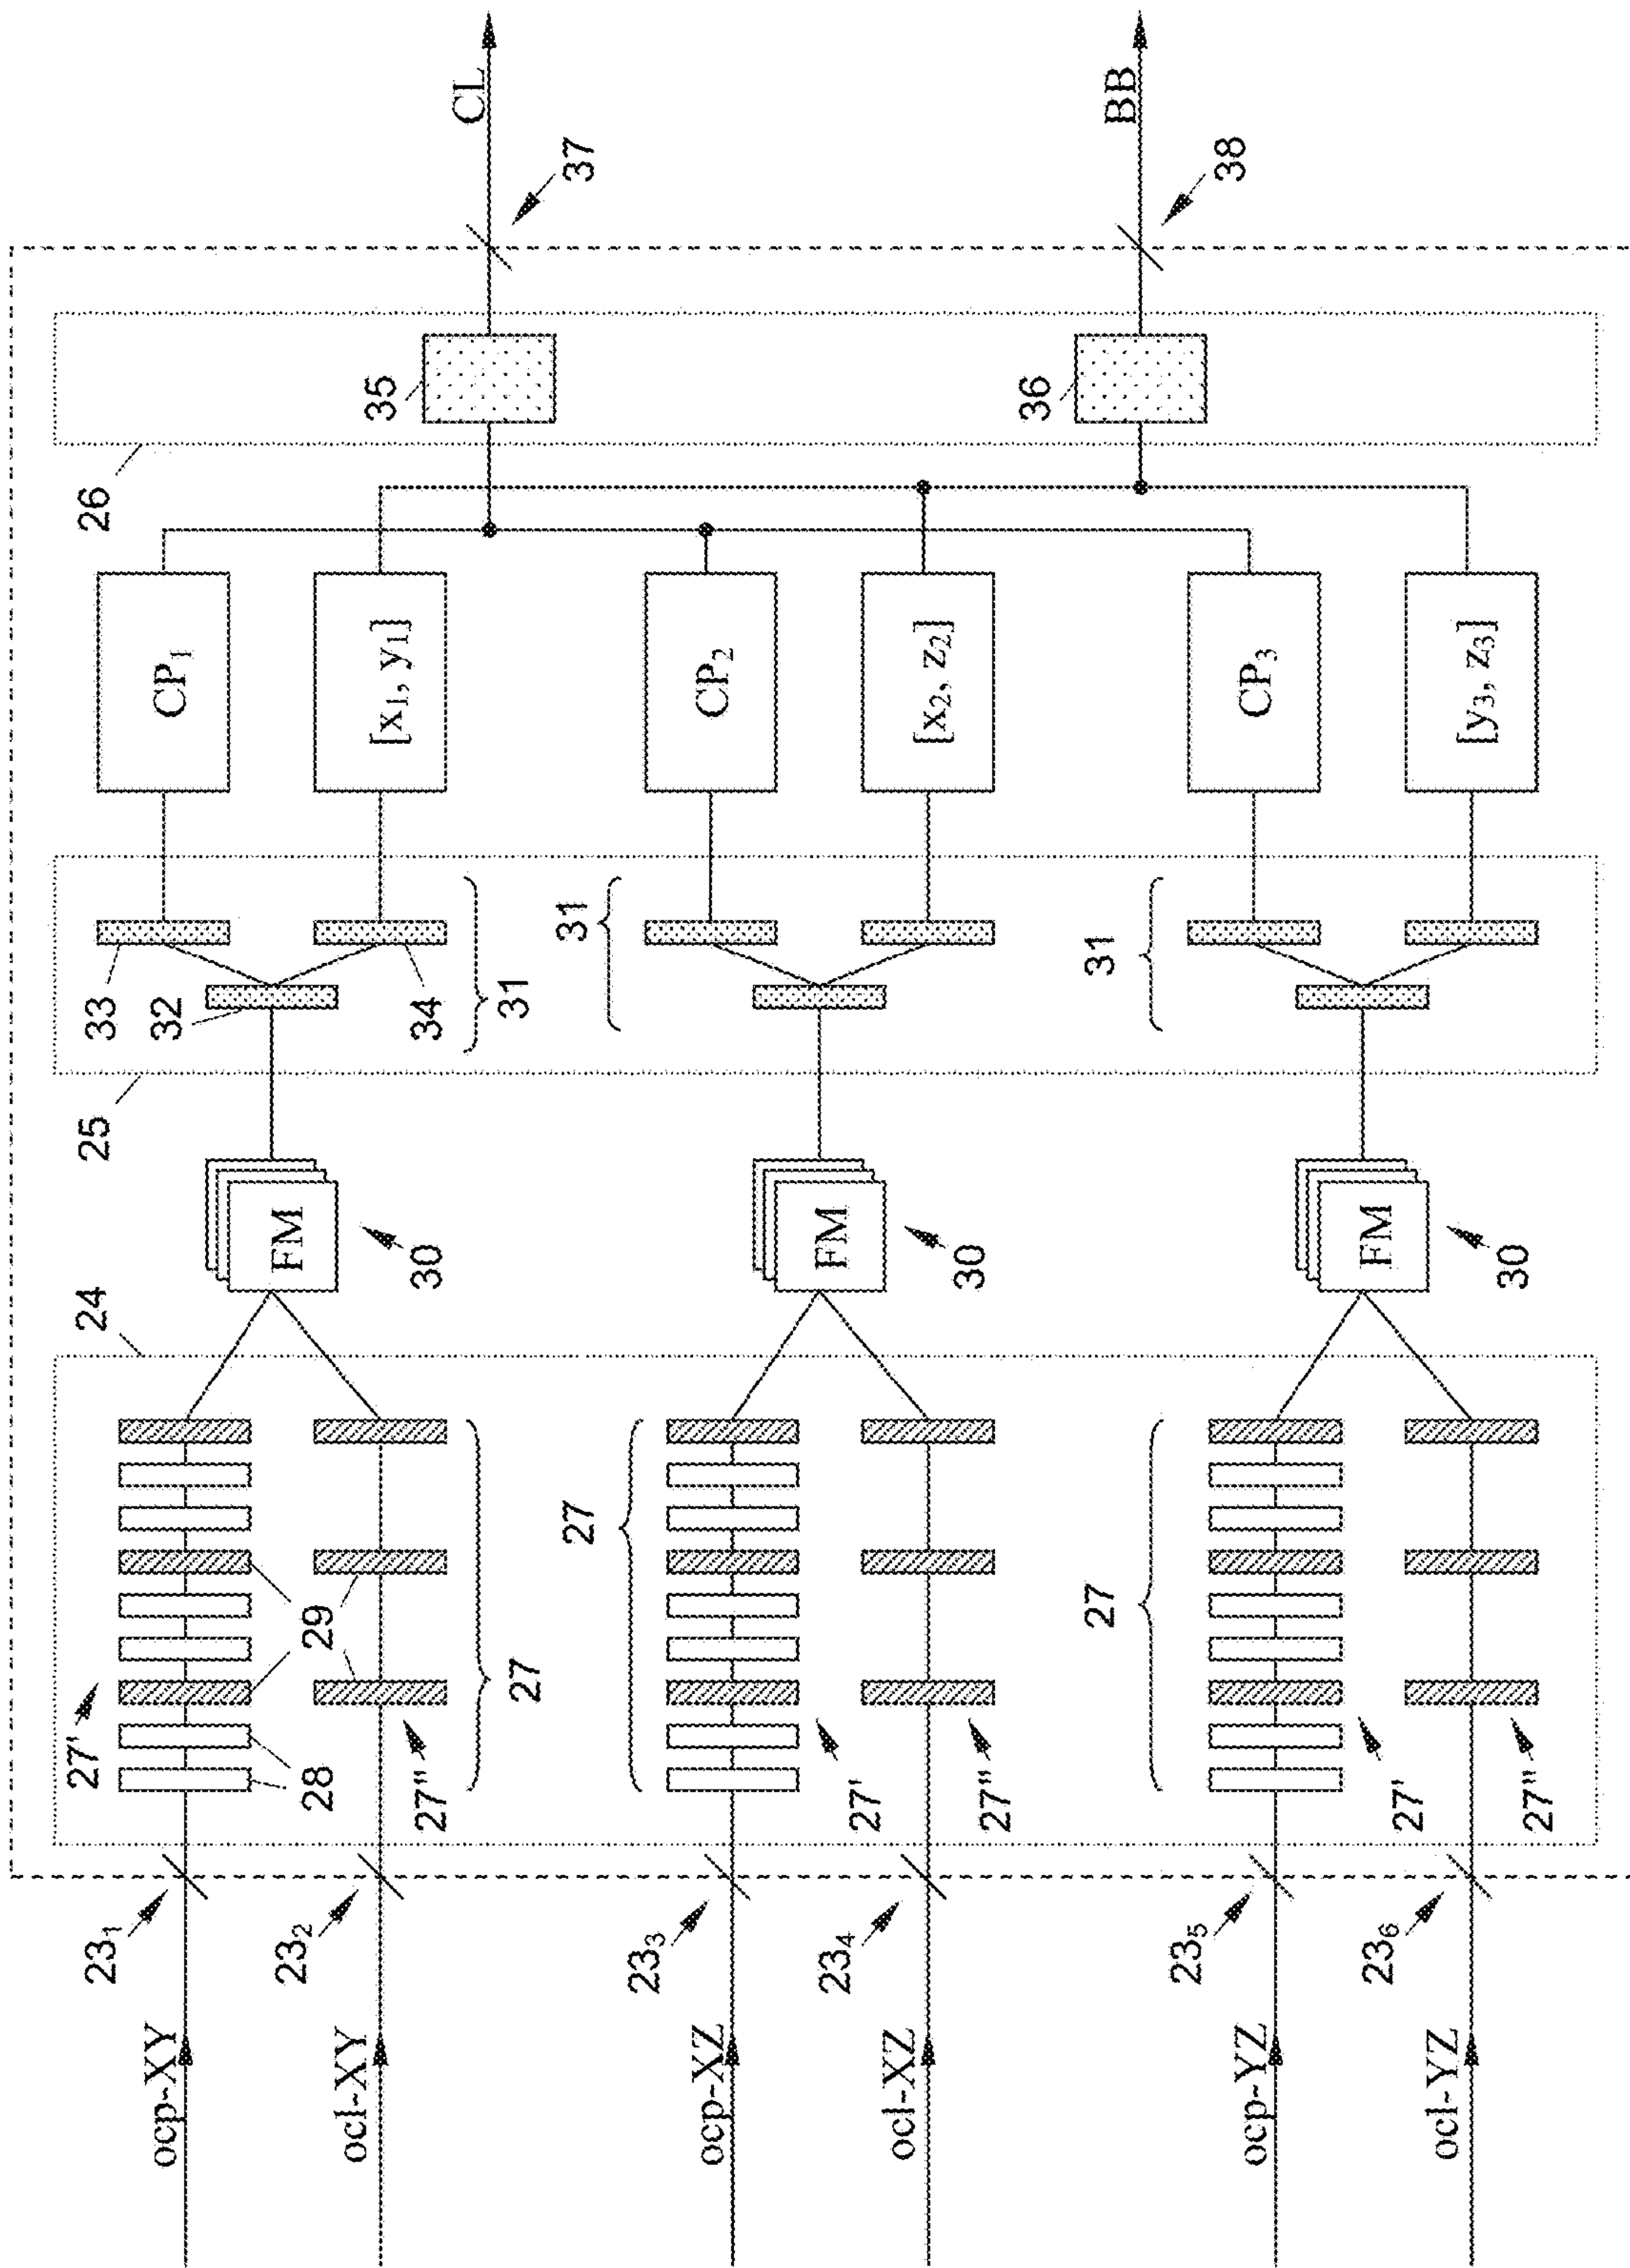 CL
37
BB
38
35
36
26
CP1
[x1, y1]
CP2
[x2, z2]
CP3
[y3, z3]
33
32
34
31
31
31
25
FM
30
FM
30
FM
30
24
27'
28
29
27"
27
27
27'
27"
27
27'
27"
23₁
23₂
23₃
23₄
23₅
23₆
ocp-XY
ocl-XY
ocp-XZ
ocl-XZ
ocp-YZ
ocl-YZ